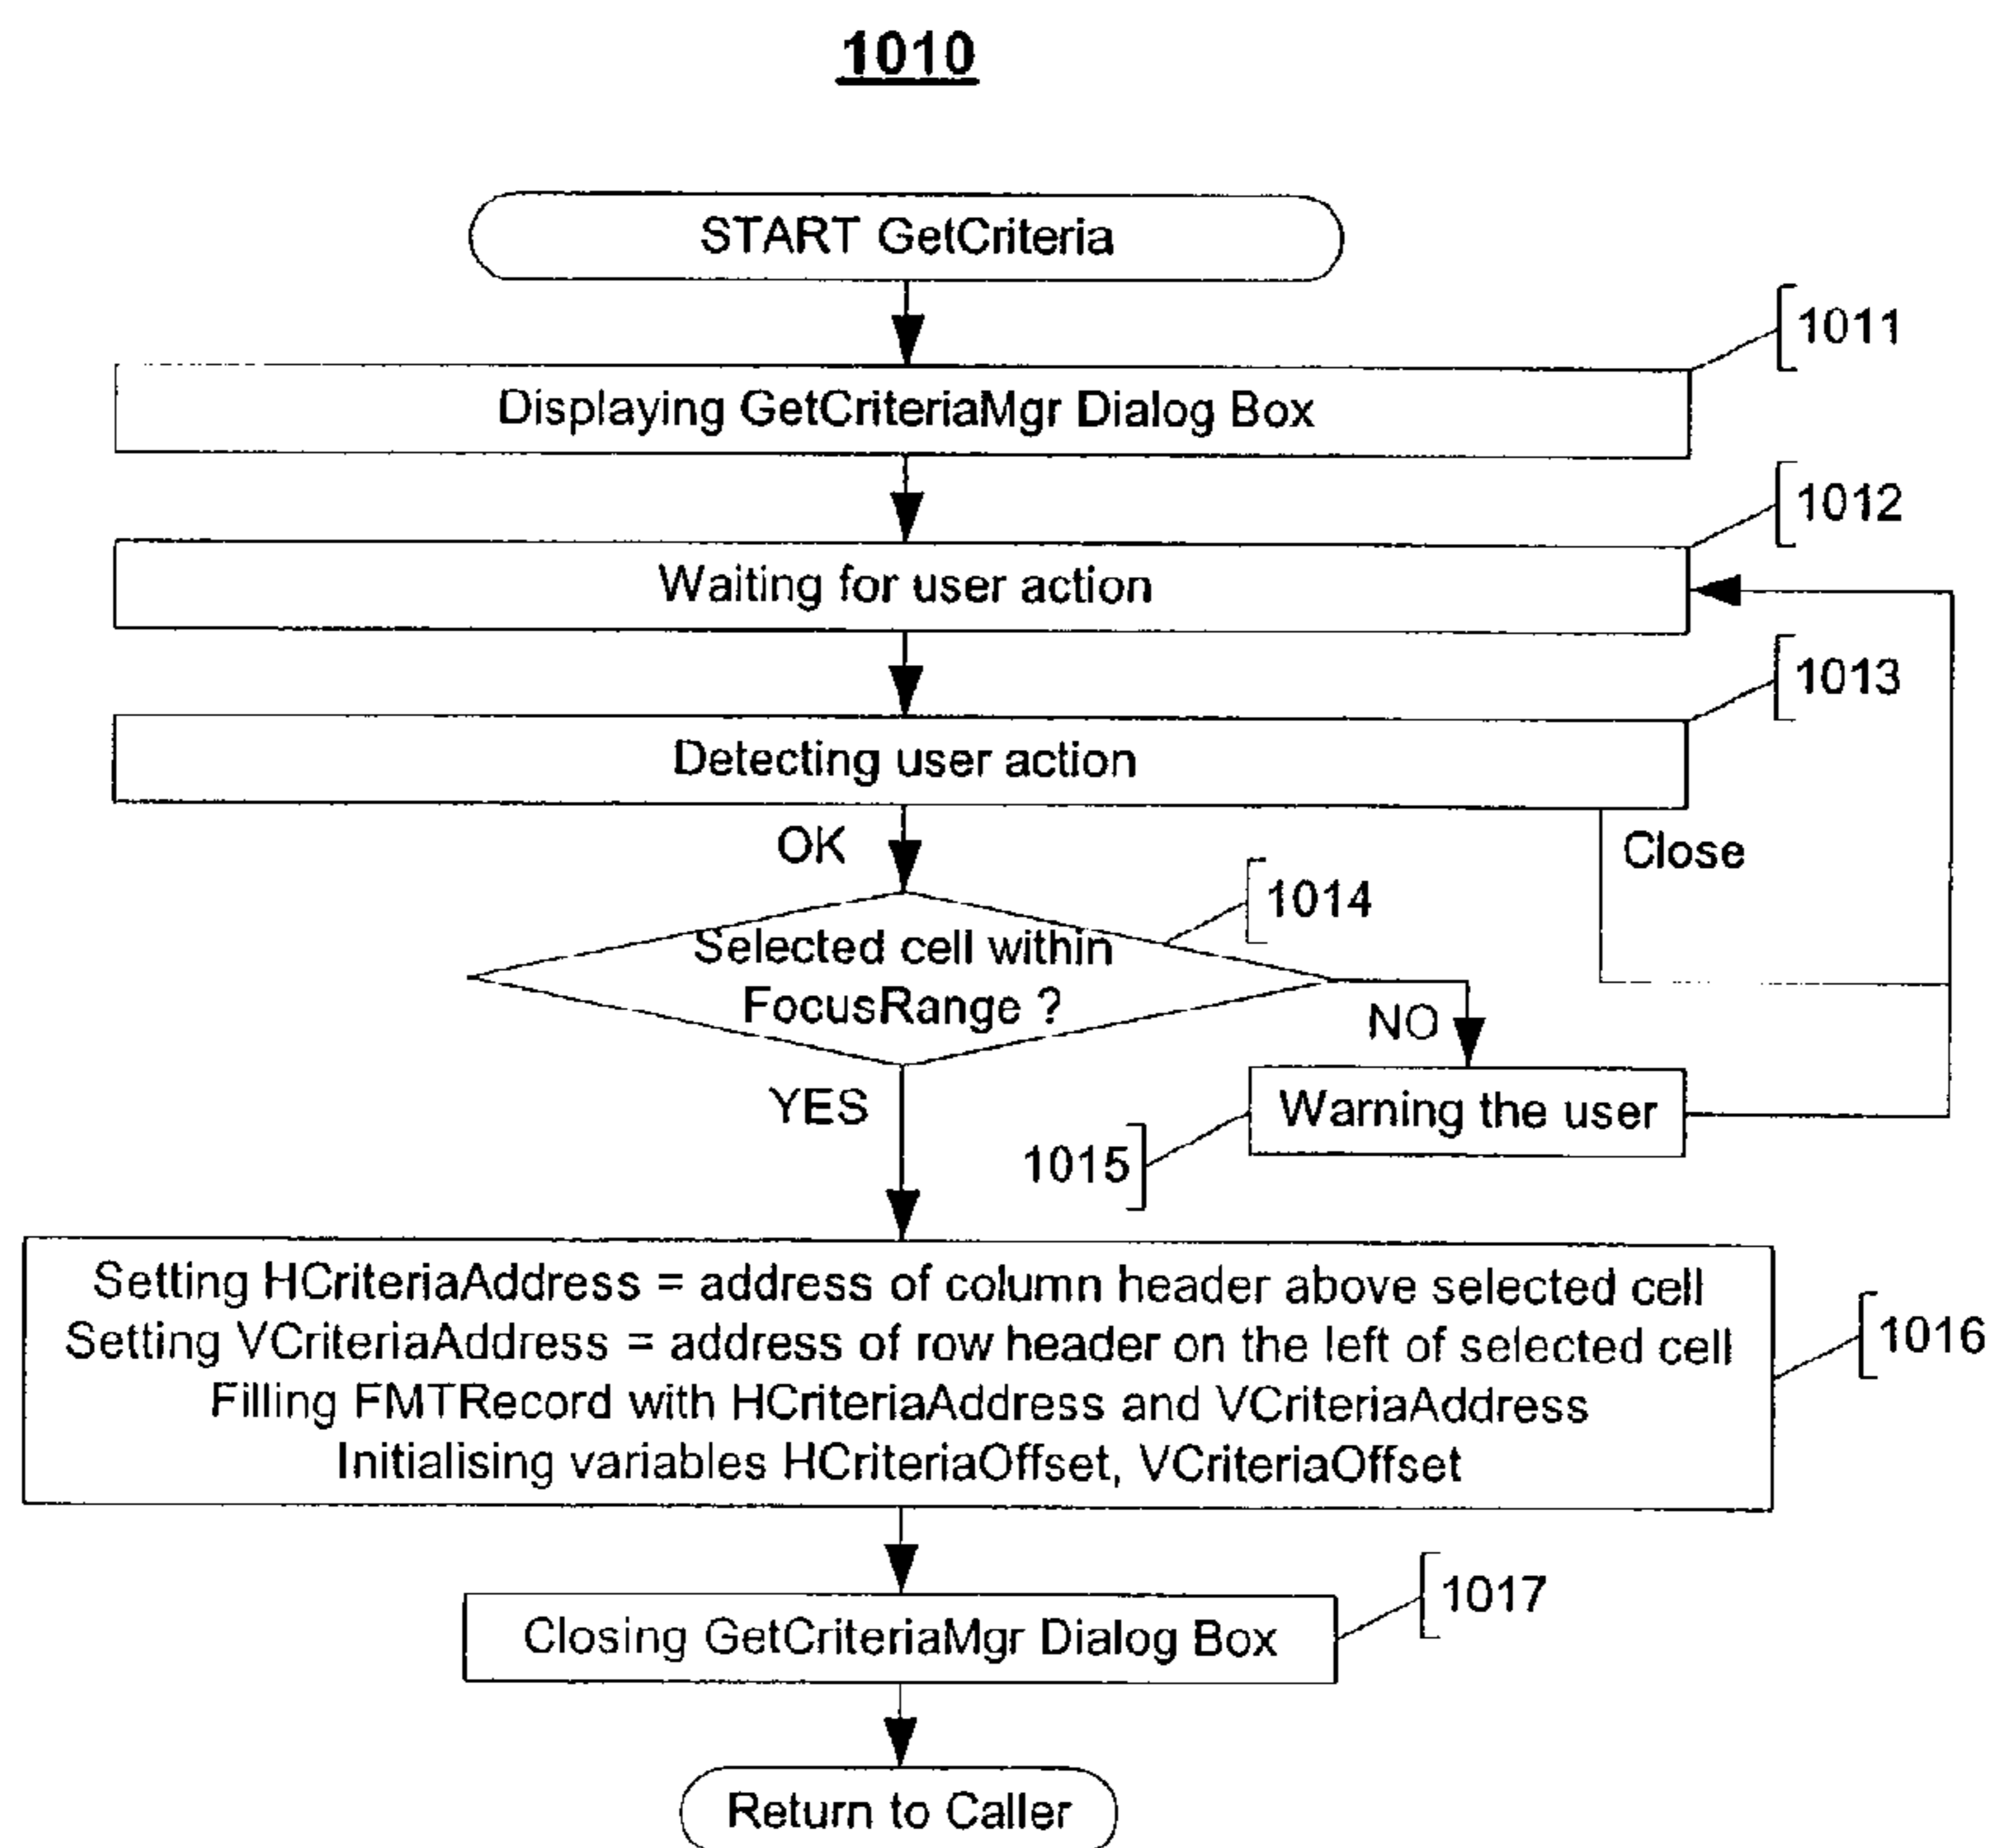 1010
START GetCriteria
1011
Displaying GetCriteriaMgr Dialog Box
1012
Waiting for user action
1013
Detecting user action
OK
Close
1014
Selected cell within
FocusRange ?
NO
YES
Warning the user
1015
Setting HCriteriaAddress = address of column header above selected cell
Setting VCriteriaAddress = address of row header on the left of selected cell
Filling FMTRecord with HCriteriaAddress and VCriteriaAddress
Initialising variables HCriteriaOffset, VCriteriaOffset
1016
1017
Closing GetCriteriaMgr Dialog Box
Return to Caller